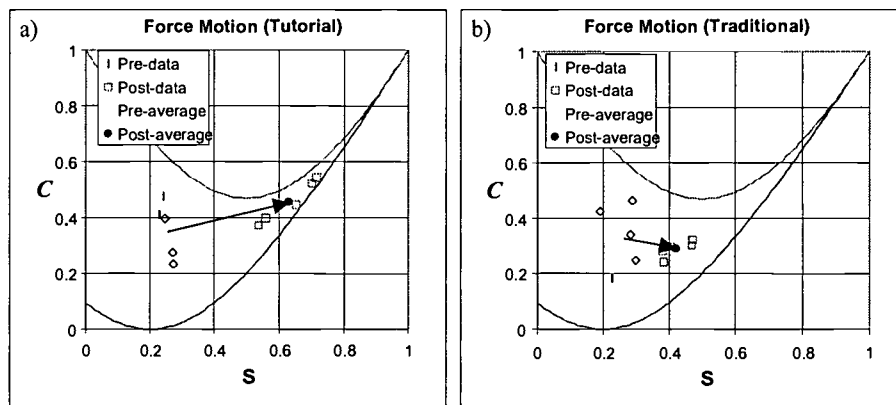 a)
Force Motion (Tutorial)
Pre-data
Post-data
Pre-average
Post-average
C
1
0.8
0.6
0.4
0.2
0
0 0.2 0.4 0.6 0.8 1
S
b)
Force Motion (Traditional)
Pre-data
Post-data
Pre-average
Post-average
C
1
0.8
0.6
0.4
0.2
0
0 0.2 0.4 0.6 0.8 1
S